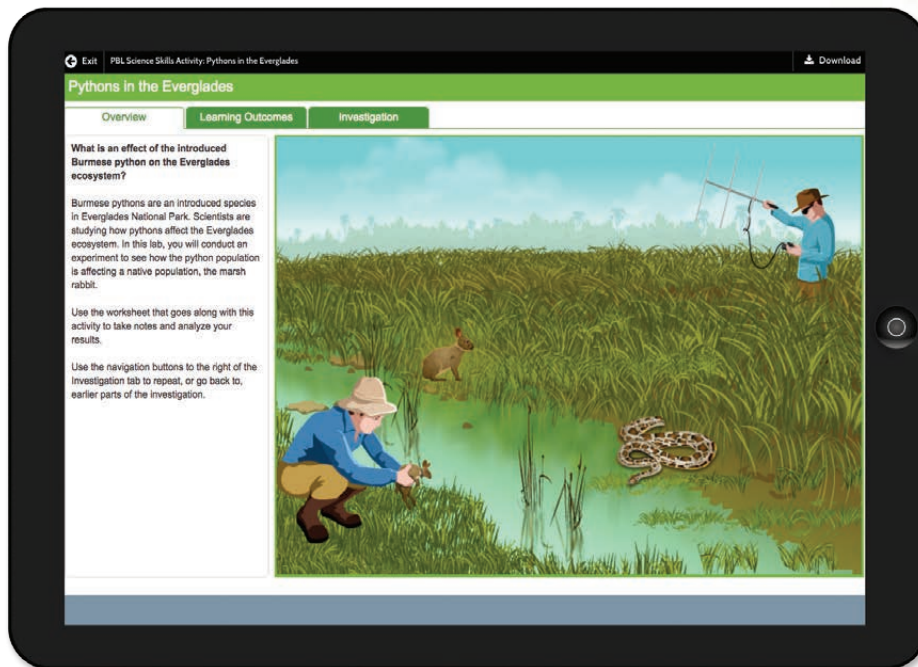 Exit PBL Science Skills Activity: Pythons in the Everglades Download
Pythons in the Everglades
Overview Learning Outcomes Investigation
What is an effect of the introduced
Burmese python on the Everglades
ecosystem?
Burmese pythons are an introduced species
in Everglades National Park. Scientists are
studying how pythons affect the Everglades
ecosystem. In this lab, you will conduct an
experiment to see how the python population
is affecting a native population, the marsh
rabbit.
Use the worksheet that goes along with this
activity to take notes and analyze your
results.
Use the navigation buttons to the right of the
Investigation tab to repeat, or go back to,
earlier parts of the investigation.